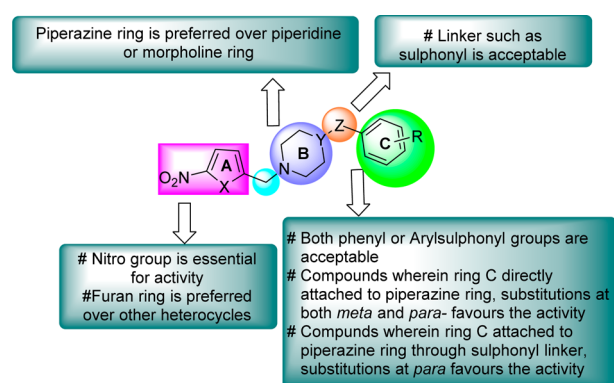 Piperazine ring is preferred over piperidine
or morpholine ring
# Linker such as
sulphonyl is acceptable
O2N
A
X
N
B
Y
Z
C
R
# Nitro group is essential
for activity
#Furan ring is preferred
over other heterocycles
# Both phenyl or Arylsulphonyl groups are
acceptable
# Compounds wherein ring C directly
attached to piperazine ring, substitutions at
both meta and para- favours the activity
# Compunds wherein ring C attached to
piperazine ring through sulphonyl linker,
substitutions at para favours the activity